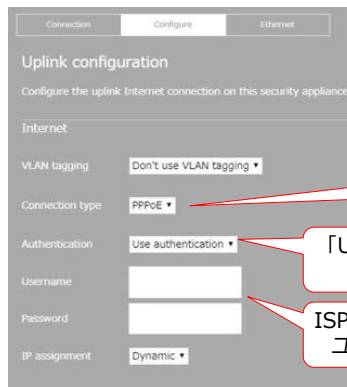 Connection Configure Ethernet
Uplink configuration
Configure the uplink Internet connection on this security appliance
Internet
VLAN tagging Don't use VLAN tagging
Connection type PPPoE
Authentication Use authentication
「U
Username
ISP
ユ
Password
IP assignment Dynamic